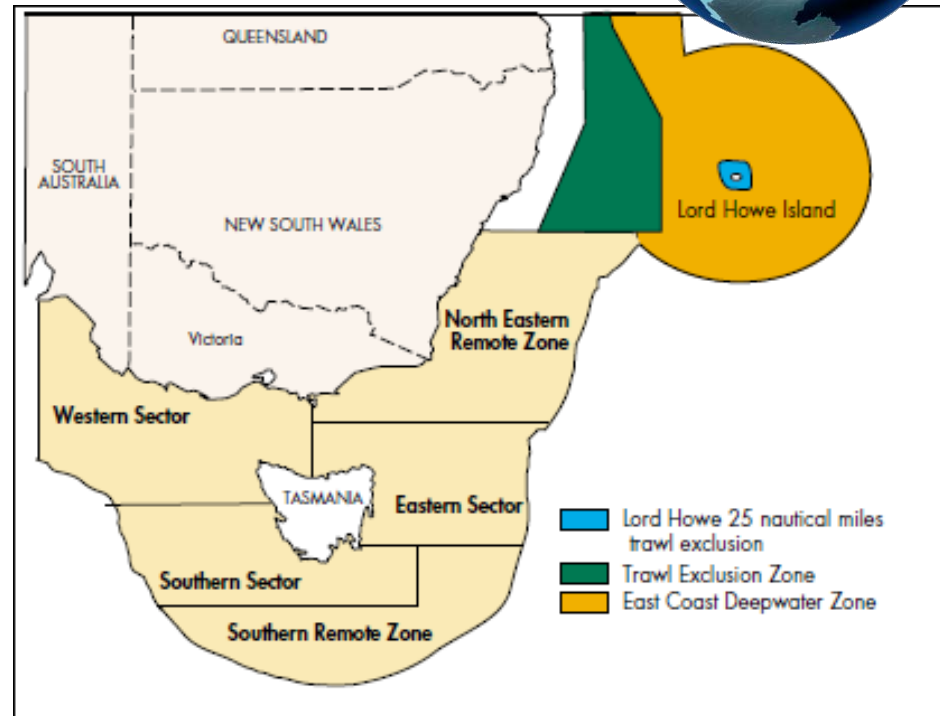 QUEENSLAND
SOUTH
AUSTRALIA
NEW SOUTH WALES
Lord Howe Island
Victoria
North Eastern
Remote Zone
Western Sector
TASMANIA
Eastern Sector
Southern Sector
Southern Remote Zone
Lord Howe 25 nautical miles
trawl exclusion
Trawl Exclusion Zone
East Coast Deepwater Zone